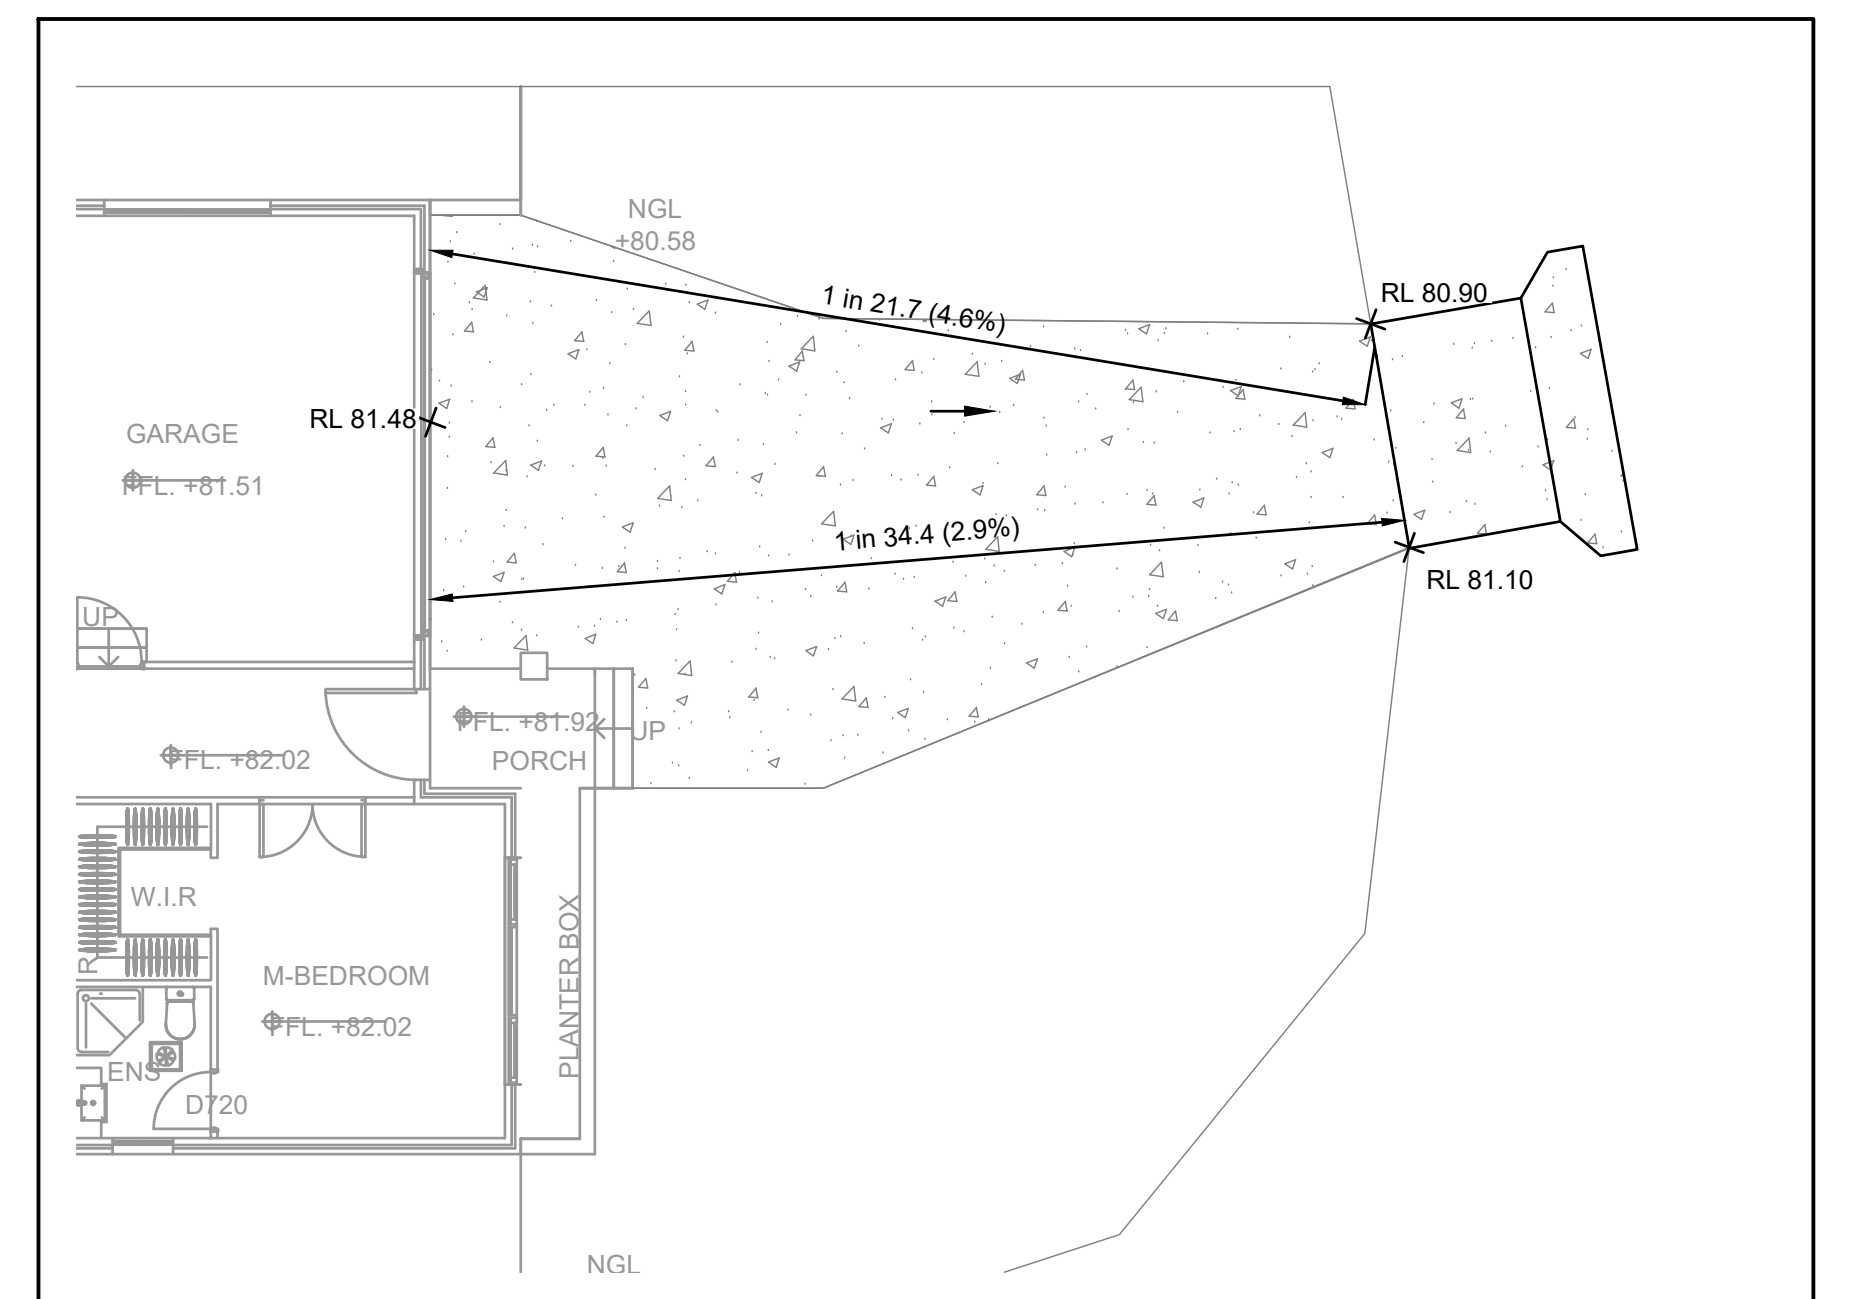 NGL
+80.58
1 in 21.7 (4.6%)
RL 80.90
RL 81.48
GARAGE
FFL. +81.51
1 in 34.4 (2.9%)
RL 81.10
UP
FFL. +81.92
UP
PORCH
FFL. +82.02
W.I.R
R
M-BEDROOM
FFL. +82.02
PLANTER BOX
ENS
D720
NGL